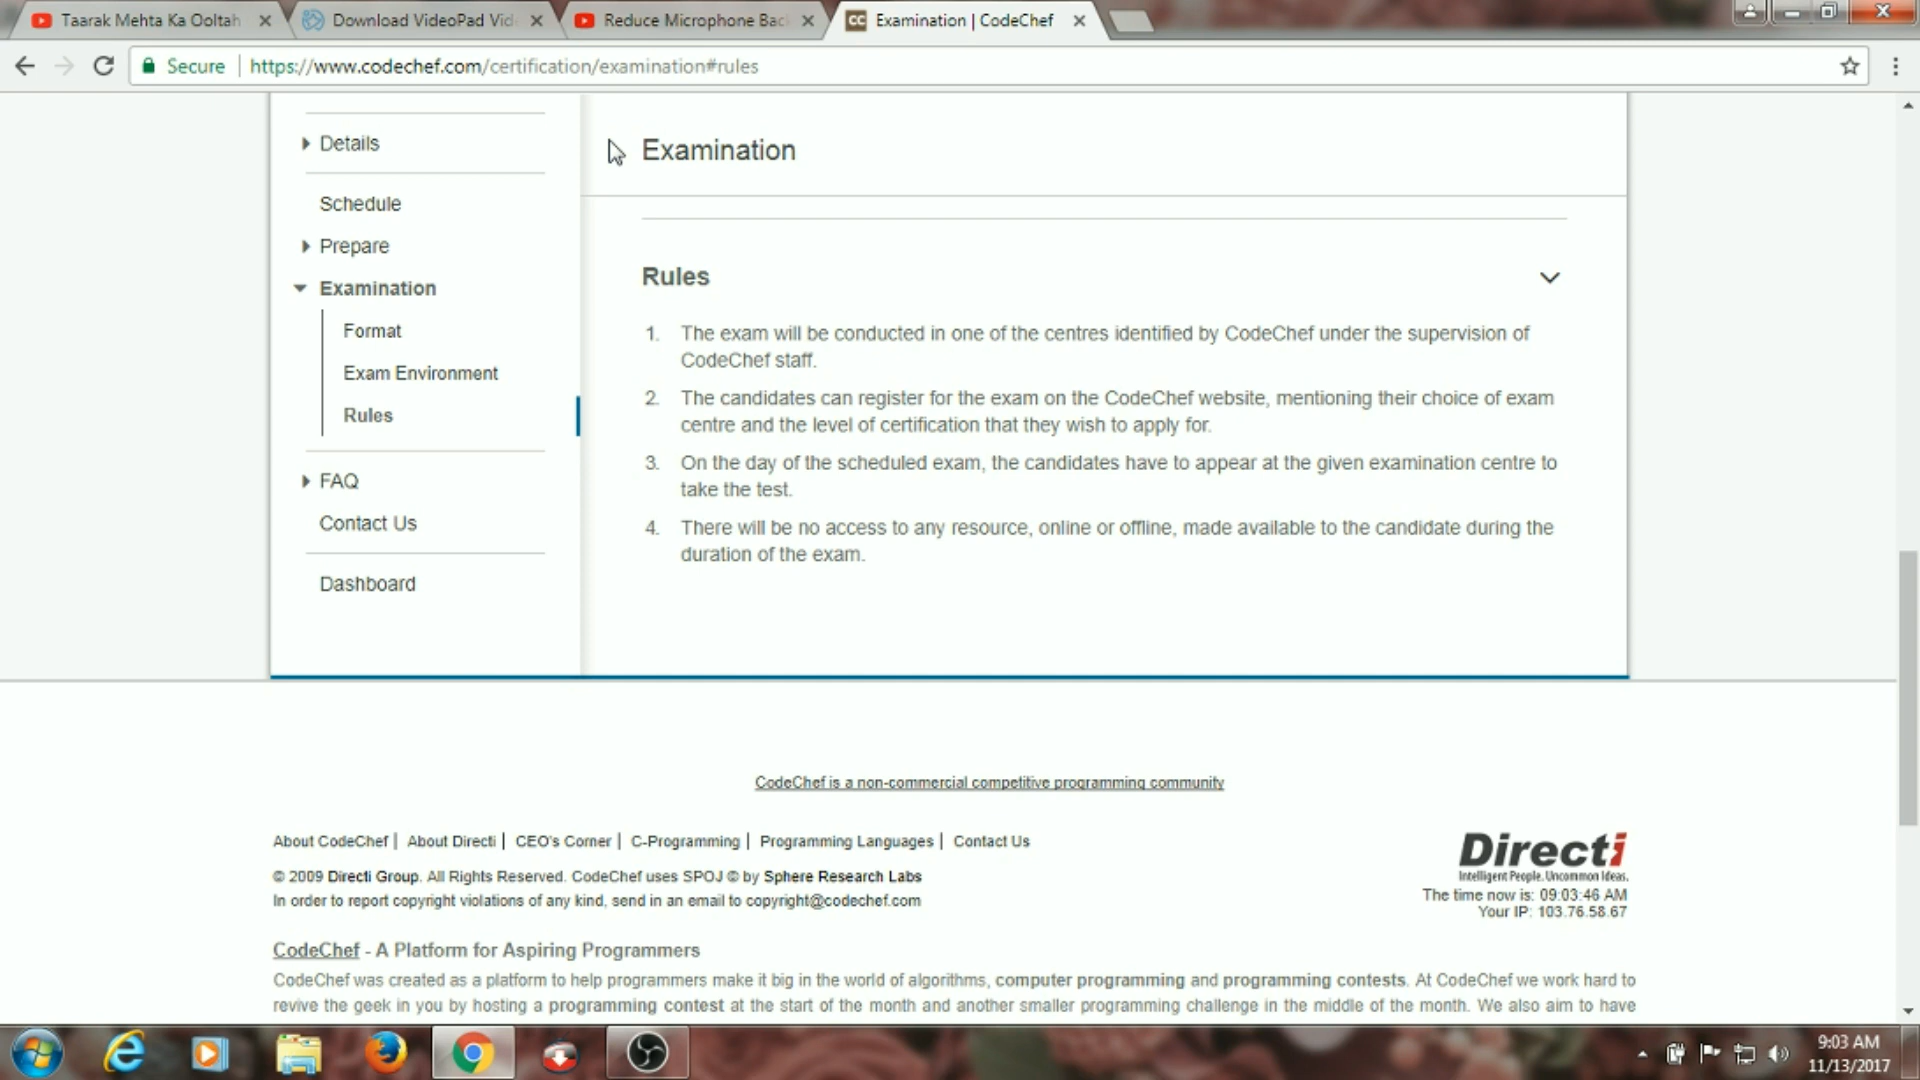 Taarak Mehta Ka Ooltah
Download VideoPad Vid
Reduce Microphone Bac
Examination | CodeChef
Secure
https://www.codechef.com/certification/examination#rules
Details
Schedule
Prepare
Examination
Format
Exam Environment
Rules
FAQ
Contact Us
Dashboard
Examination
Rules
1. The exam will be conducted in one of the centres identified by CodeChef under the supervision of
CodeChef staff.
2. The candidates can register for the exam on the CodeChef website, mentioning their choice of exam
centre and the level of certification that they wish to apply for.
3. On the day of the scheduled exam, the candidates have to appear at the given examination centre to
take the test.
4. There will be no access to any resource, online or offline, made available to the candidate during the
duration of the exam.
CodeChef is a non-commercial competitive programming community
About CodeChef | About Directi | CEO's Corner | C-Programming | Programming Languages | Contact Us
© 2009 Directi Group. All Rights Reserved. CodeChef uses SPOJ © by Sphere Research Labs
In order to report copyright violations of any kind, send in an email to copyright@codechef.com
Directi
Intelligent People. Uncommon Ideas.
The time now is: 09:03:46 AM
Your IP: 103.76.58.67
CodeChef - A Platform for Aspiring Programmers
CodeChef was created as a platform to help programmers make it big in the world of algorithms, computer programming and programming contests. At CodeChef we work hard to
revive the geek in you by hosting a programming contest at the start of the month and another smaller programming challenge in the middle of the month. We also aim to have
9:03 AM
11/13/2017